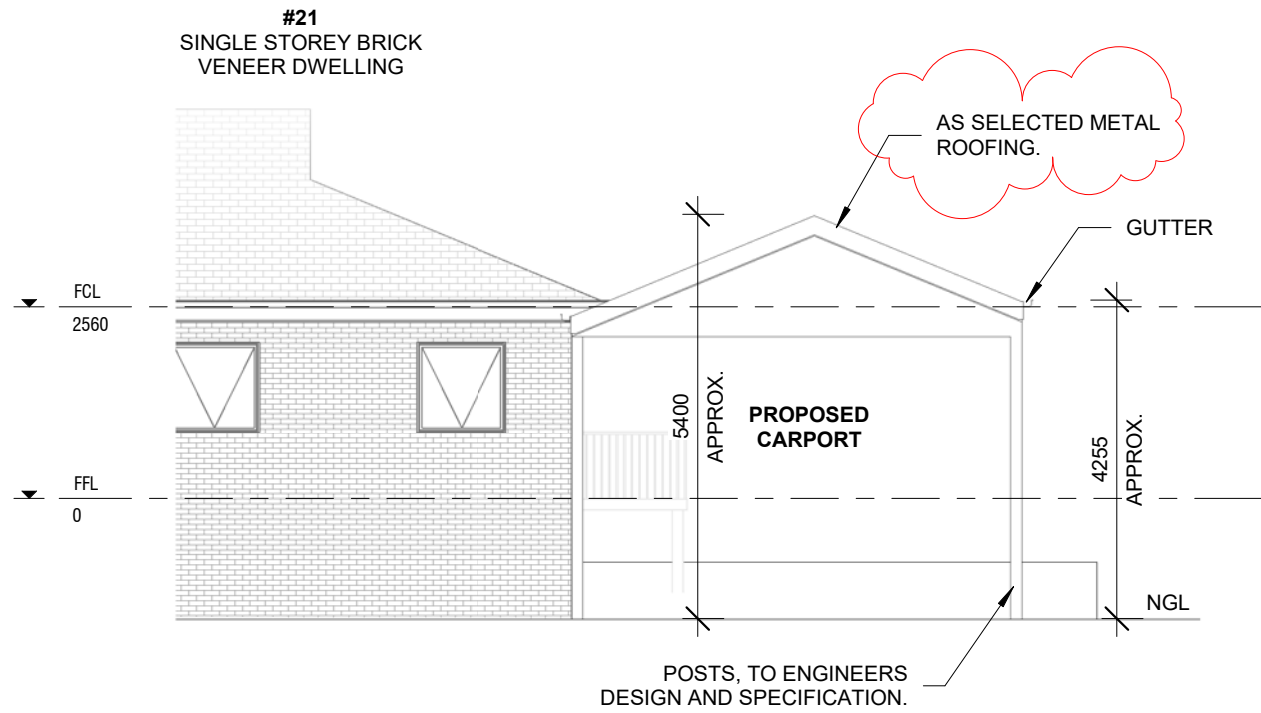 #21
SINGLE STOREY BRICK
VENEER DWELLING
AS SELECTED METAL
ROOFING.
GUTTER
FCL
2560
5400
APPROX.
PROPOSED
CARPORT
4255
APPROX.
FFL
0
NGL
POSTS, TO ENGINEERS
DESIGN AND SPECIFICATION.